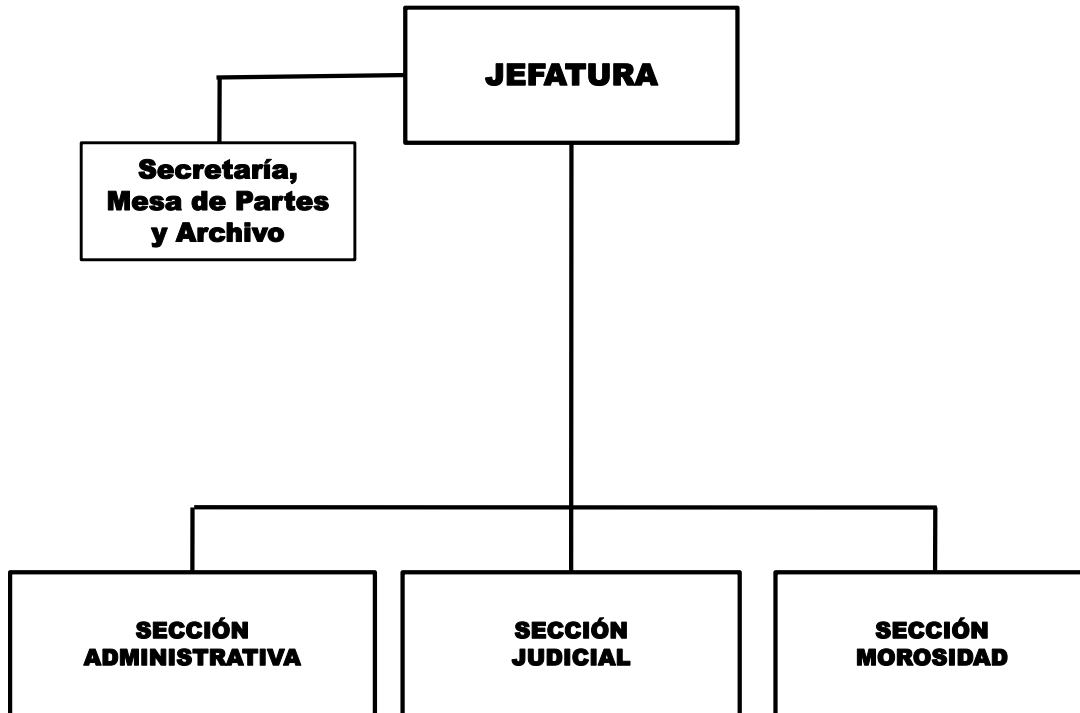 JEFATURA
Secretaría,
Mesa de Partes
y Archivo
SECCIÓN
ADMINISTRATIVA
SECCIÓN
JUDICIAL
SECCIÓN
MOROSIDAD